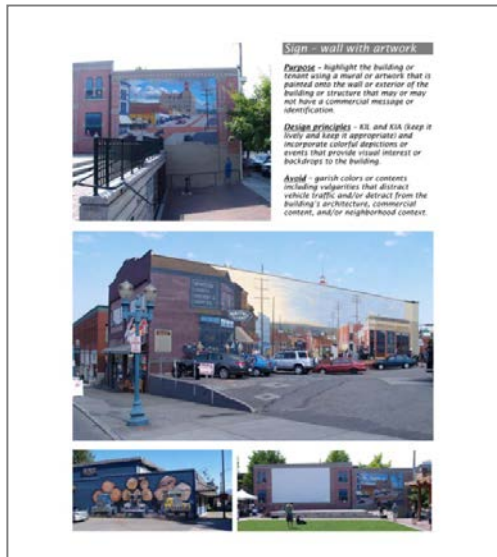 Sign – wall with artwork
Purpose – highlight the building or
tenant using a mural or artwork that is
painted onto the wall or exterior of the
building or structure that may or may
not have a commercial message or
identification.
Design principles – KIL and KIA (keep it
lively and keep it appropriate) and
incorporate colorful depictions or
events that provide visual interest or
backdrops to the building.
Avoid – garish colors or contents
including vulgarities that distract
vehicle traffic and/or detract from the
building's architecture, commercial
content, and/or neighborhood context.